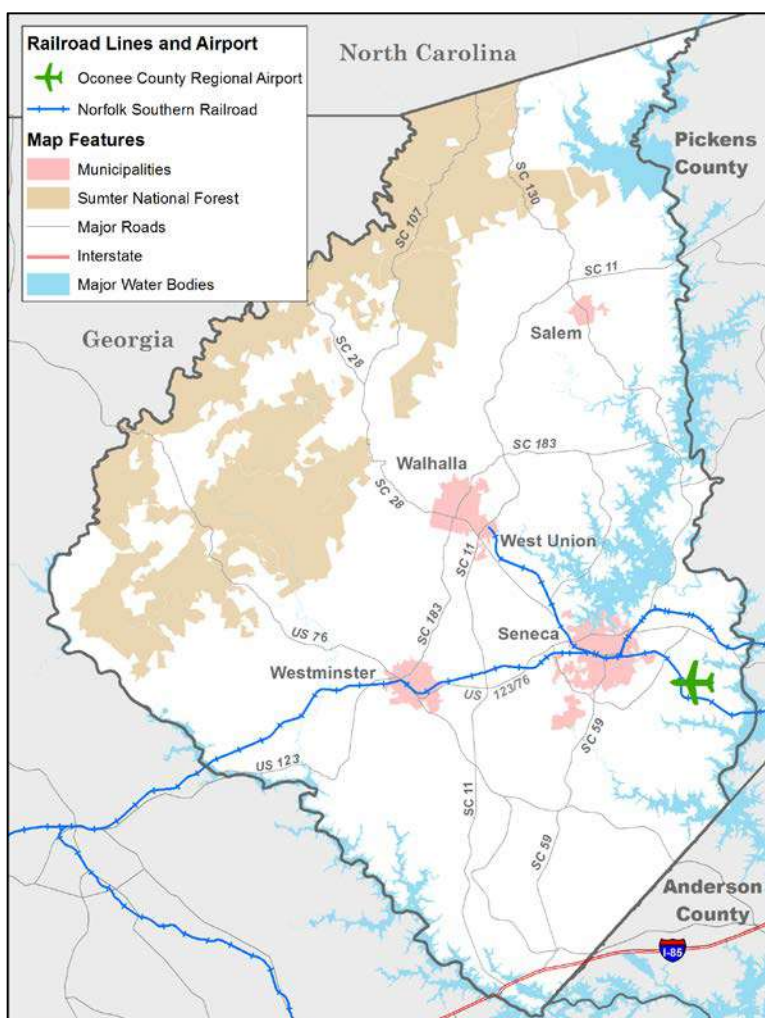 Railroad Lines and Airport
Oconee County Regional Airport
Norfolk Southern Railroad
Map Features
Municipalities
Sumter National Forest
Major Roads
Interstate
Major Water Bodies
North Carolina
Pickens
County
SC 107
SC 130
SC 11
Salem
Georgia
SC 28
SC 183
Walhalla
SC 28
West Union
SC 11
SC 183
Seneca
US 76
Westminster
US 123/76
SC 59
US 123
SC 11
SC 59
Anderson
County
I-85